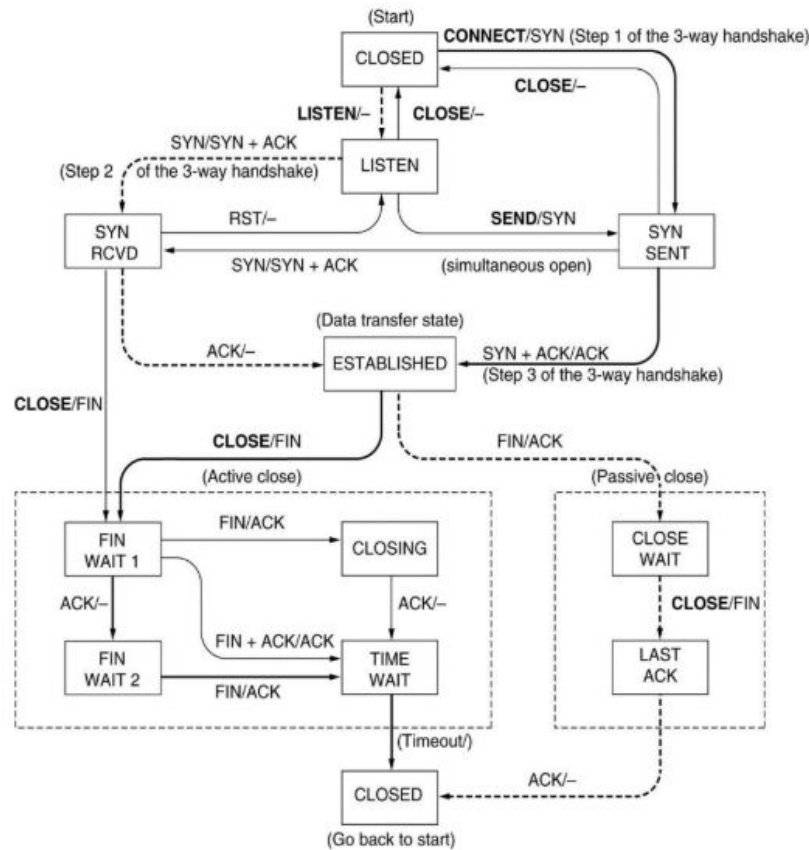 (Start)
CLOSED
CONNECT/SYN (Step 1 of the 3-way handshake)
CLOSE/–
LISTEN/–
CLOSE/–
SYN/SYN + ACK
(Step 2 of the 3-way handshake)
LISTEN
SYN
RCVD
RST/–
SEND/SYN
SYN
SENT
SYN/SYN + ACK
(simultaneous open)
(Data transfer state)
ACK/–
ESTABLISHED
SYN + ACK/ACK
(Step 3 of the 3-way handshake)
CLOSE/FIN
CLOSE/FIN
FIN/ACK
(Active close)
(Passive close)
FIN
WAIT 1
FIN/ACK
CLOSING
CLOSE
WAIT
ACK/–
ACK/–
CLOSE/FIN
FIN + ACK/ACK
FIN
WAIT 2
FIN/ACK
TIME
WAIT
LAST
ACK
(Timeout/)
CLOSED
ACK/–
(Go back to start)